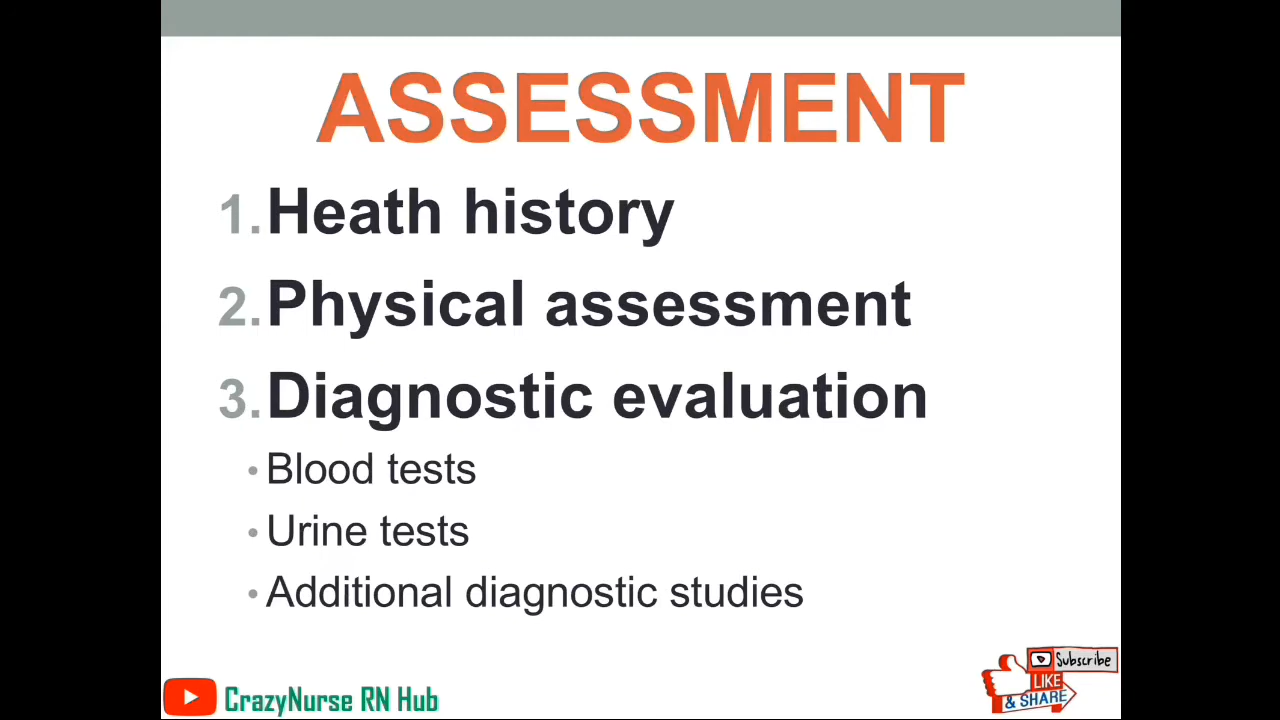 ASSESSMENT
1. Heath history
2. Physical assessment
3. Diagnostic evaluation
• Blood tests
• Urine tests
• Additional diagnostic studies
Subscribe
LIKE
& SHARE
CrazyNurse RN Hub